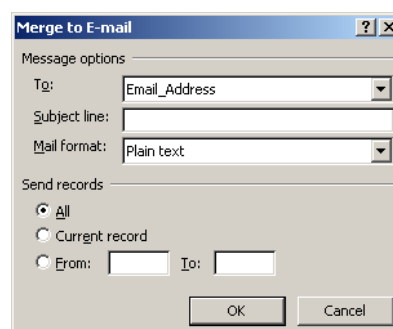 Merge to E-mail
Message options
To: Email_Address
Subject line:
Mail format: Plain text
Send records
All
Current record
From: To:
OK Cancel